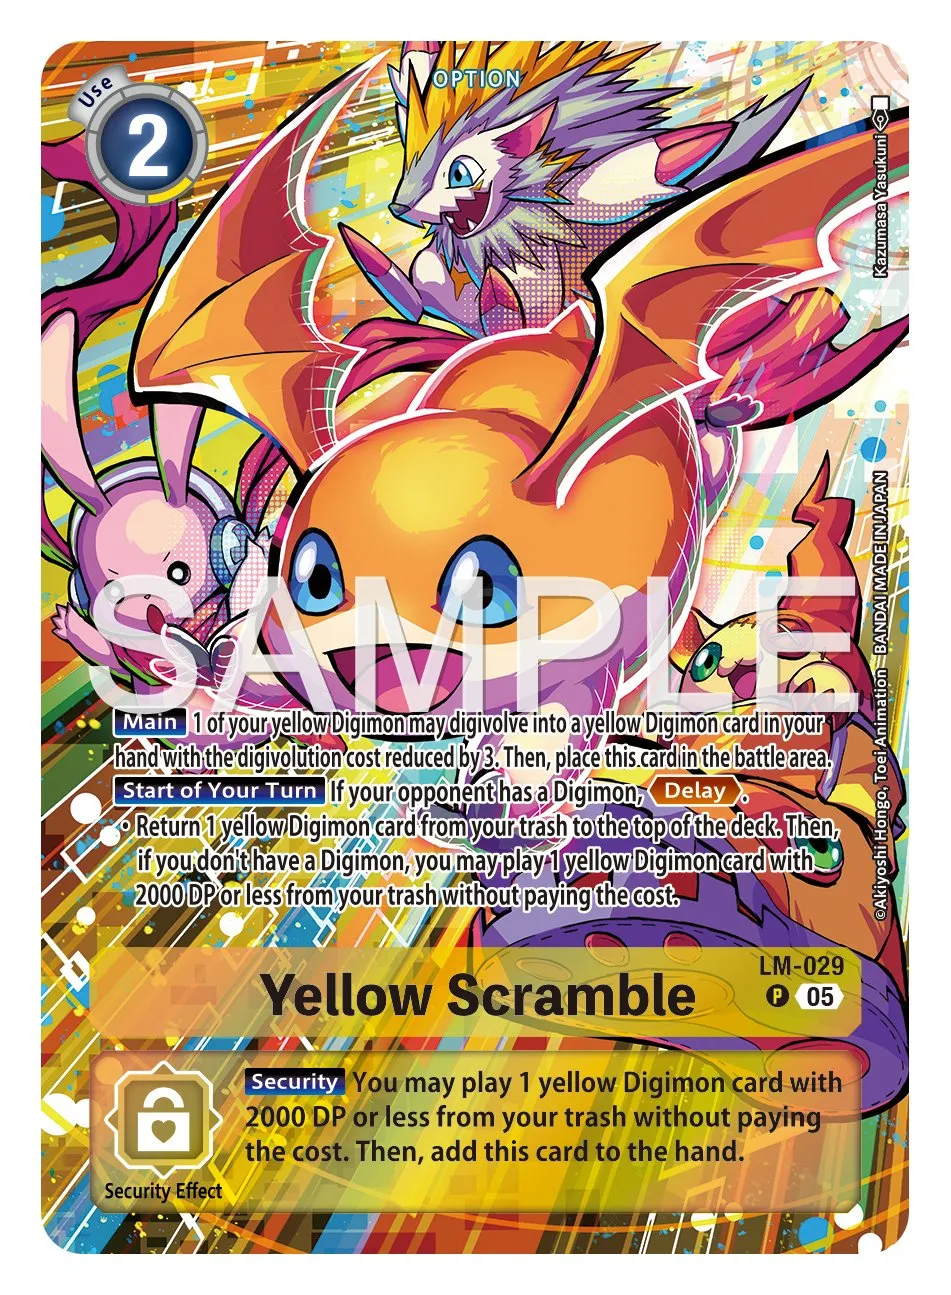 OPTION
Use
2
Kazumasa Yasukuni
©Akiyoshi Hongo, Toei Animation BANDAI MADE IN JAPAN
SAMPLE
Main 1 of your yellow Digimon may digivolve into a yellow Digimon card in your
hand with the digivolution cost reduced by 3. Then, place this card in the battle area.
Start of Your Turn If your opponent has a Digimon, Delay.
• Return 1 yellow Digimon card from your trash to the top of the deck. Then,
if you don't have a Digimon, you may play 1 yellow Digimon card with
2000 DP or less from your trash without paying the cost.
Yellow Scramble
LM-029
P 05
Security You may play 1 yellow Digimon card with
2000 DP or less from your trash without paying
the cost. Then, add this card to the hand.
Security Effect